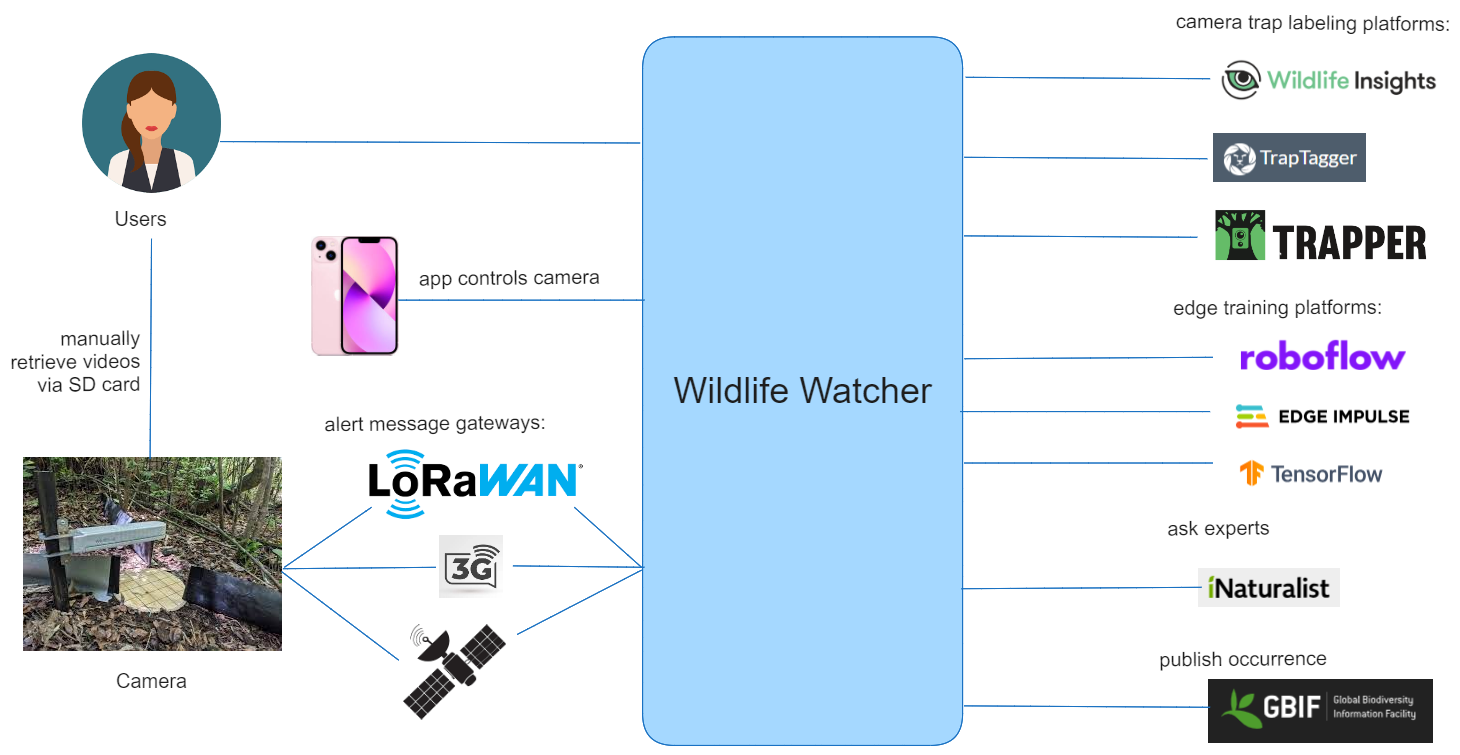 camera trap labeling platforms:
Wildlife Insights
TrapTagger
TRAPPER
Users
app controls camera
manually
retrieve videos
via SD card
edge training platforms:
roboflow
Wildlife Watcher
EDGE IMPULSE
alert message gateways:
LoRaWAN®
TensorFlow
ask experts
3G
iNaturalist
Camera
publish occurrence
GBIF
Global Biodiversity
Information Facility